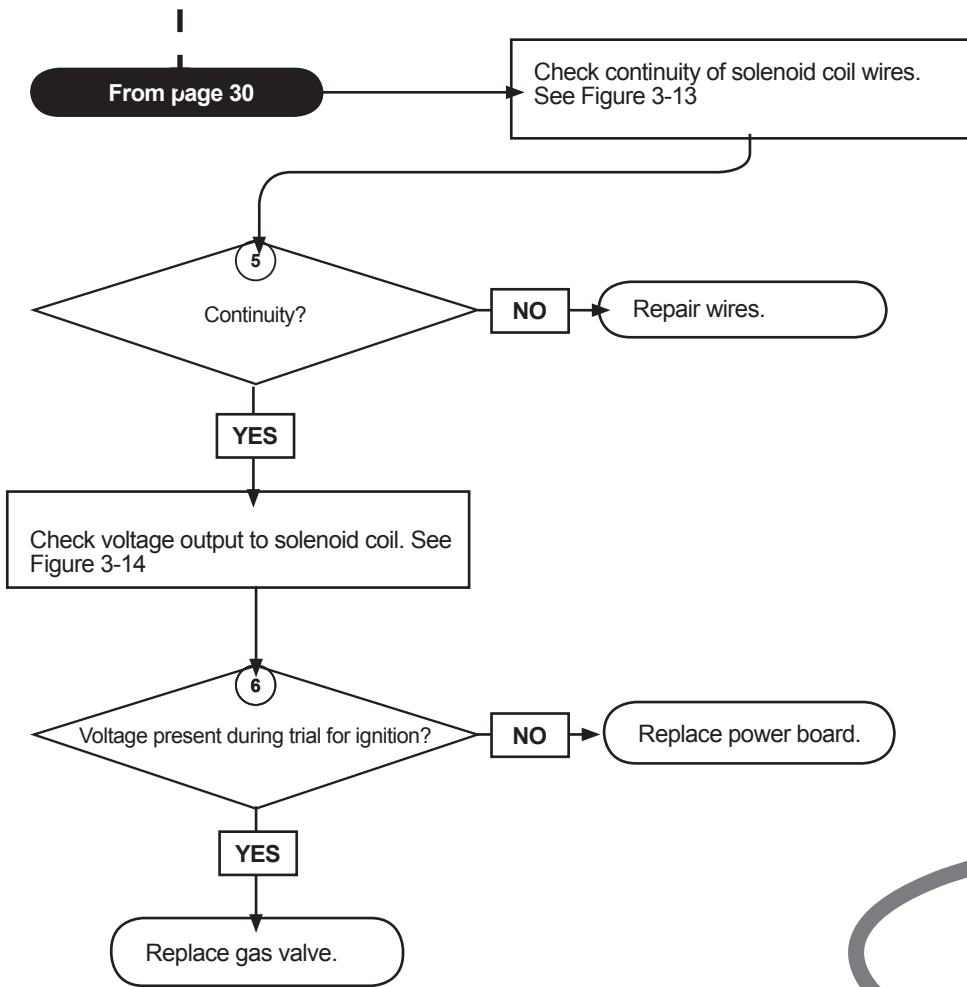 From page 30
Check continuity of solenoid coil wires.
See Figure 3-13
5
Continuity?
NO
Repair wires.
YES
Check voltage output to solenoid coil. See
Figure 3-14
6
Voltage present during trial for ignition?
NO
Replace power board.
YES
Replace gas valve.